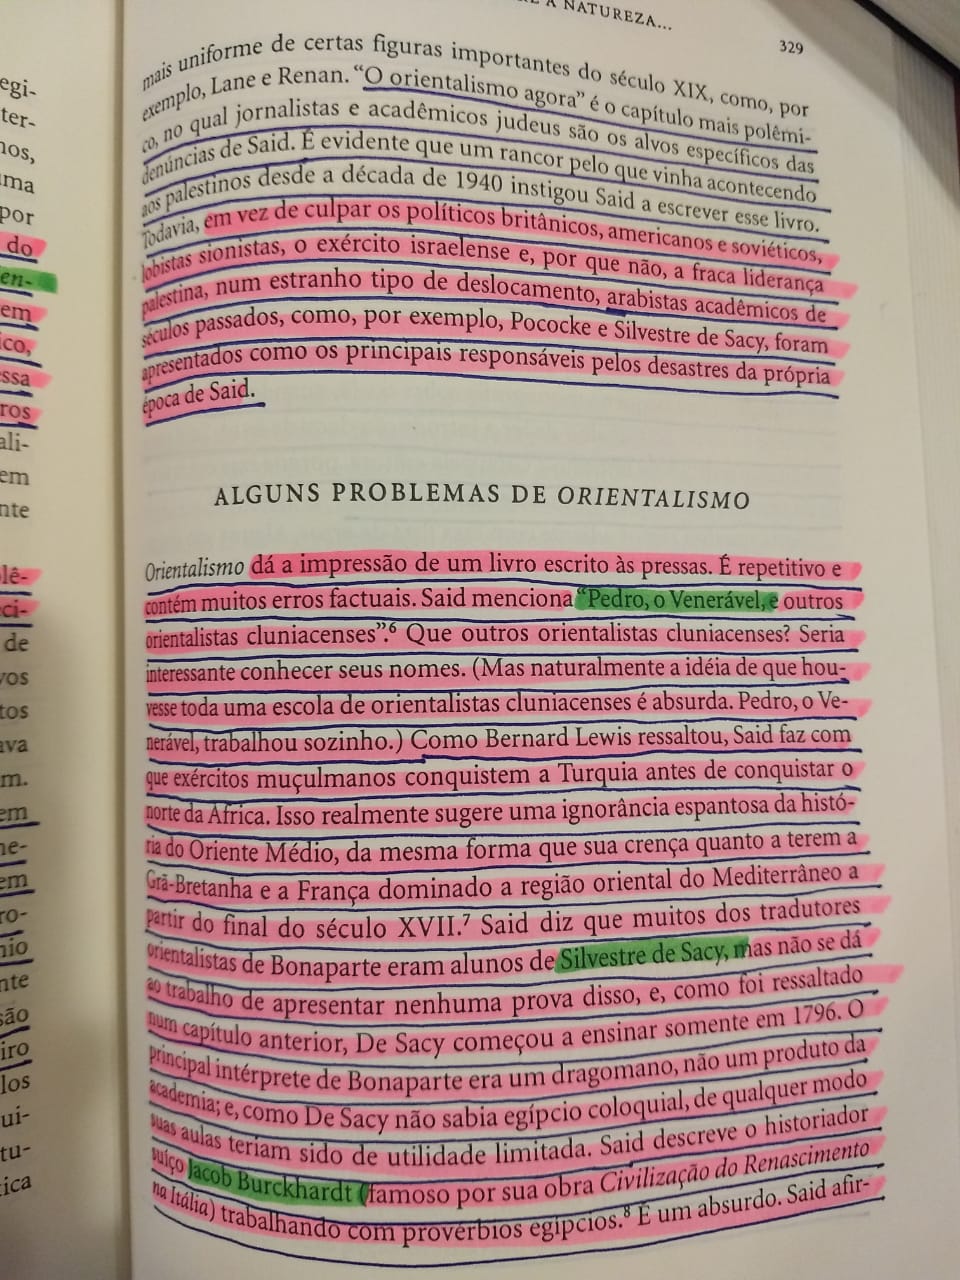 A NATUREZA...
329
mais uniforme de certas figuras importantes do século XIX, como, por
exemplo, Lane e Renan. “O orientalismo agora” é o capítulo mais polêmi-
co, no qual jornalistas e acadêmicos judeus são os alvos específicos das
denúncias de Said. É evidente que um rancor pelo que vinha acontecendo
aos palestinos desde a década de 1940 instigou Said a escrever esse livro.
Todavia, em vez de culpar os políticos britânicos, americanos e soviéticos,
lobistas sionistas, o exército israelense e, por que não, a fraca liderança
palestina, num estranho tipo de deslocamento, arabistas acadêmicos de
séculos passados, como, por exemplo, Pococke e Silvestre de Sacy, foram
apresentados como os principais responsáveis pelos desastres da própria
época de Said.
ALGUNS PROBLEMAS DE ORIENTALISMO
Orientalismo dá a impressão de um livro escrito às pressas. É repetitivo e
contém muitos erros factuais. Said menciona “Pedro, o Venerável, e outros
orientalistas cluniacenses”.⁶ Que outros orientalistas cluniacenses? Seria
interessante conhecer seus nomes. (Mas naturalmente a idéia de que hou-
vesse toda uma escola de orientalistas cluniacenses é absurda. Pedro, o Ve-
nerável, trabalhou sozinho.) Como Bernard Lewis ressaltou, Said faz com
que exércitos muçulmanos conquistem a Turquia antes de conquistar o
norte da África. Isso realmente sugere uma ignorância espantosa da histó-
ria do Oriente Médio, da mesma forma que sua crença quanto a terem a
Grã-Bretanha e a França dominado a região oriental do Mediterrâneo a
partir do final do século XVII.⁷ Said diz que muitos dos tradutores
orientalistas de Bonaparte eram alunos de Silvestre de Sacy, mas não se dá
ao trabalho de apresentar nenhuma prova disso, e, como foi ressaltado
num capítulo anterior, De Sacy começou a ensinar somente em 1796. O
principal intérprete de Bonaparte era um dragomano, não um produto da
academia; e, como De Sacy não sabia egípcio coloquial, de qualquer modo
suas aulas teriam sido de utilidade limitada. Said descreve o historiador
suíço Jacob Burckhardt (famoso por sua obra Civilização do Renascimento
na Itália) trabalhando com provérbios egípcios.⁸ É um absurdo. Said afir-